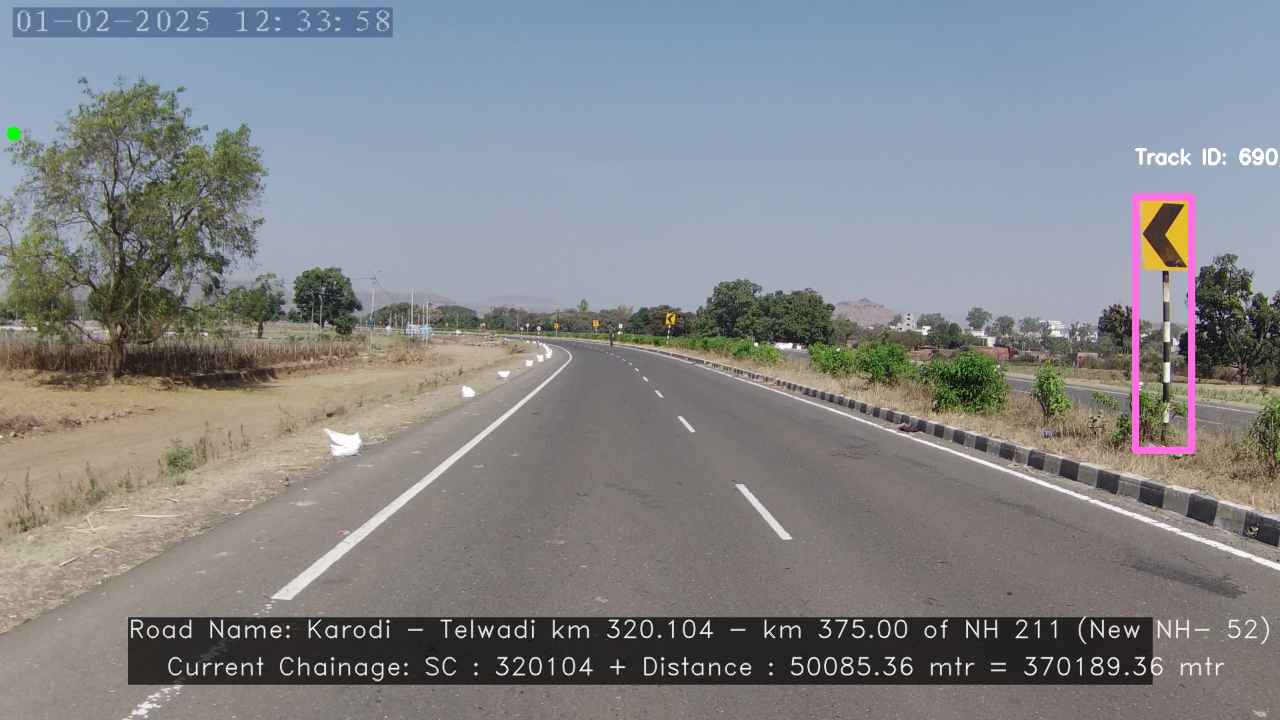 01-02-2025 12:33:58
Track ID: 690
Road Name: Karodi - Telwadi km 320.104 - km 375.00 of NH 211 (New NH- 52)
Current Chainage: SC : 320104 + Distance : 50085.36 mtr = 370189.36 mtr